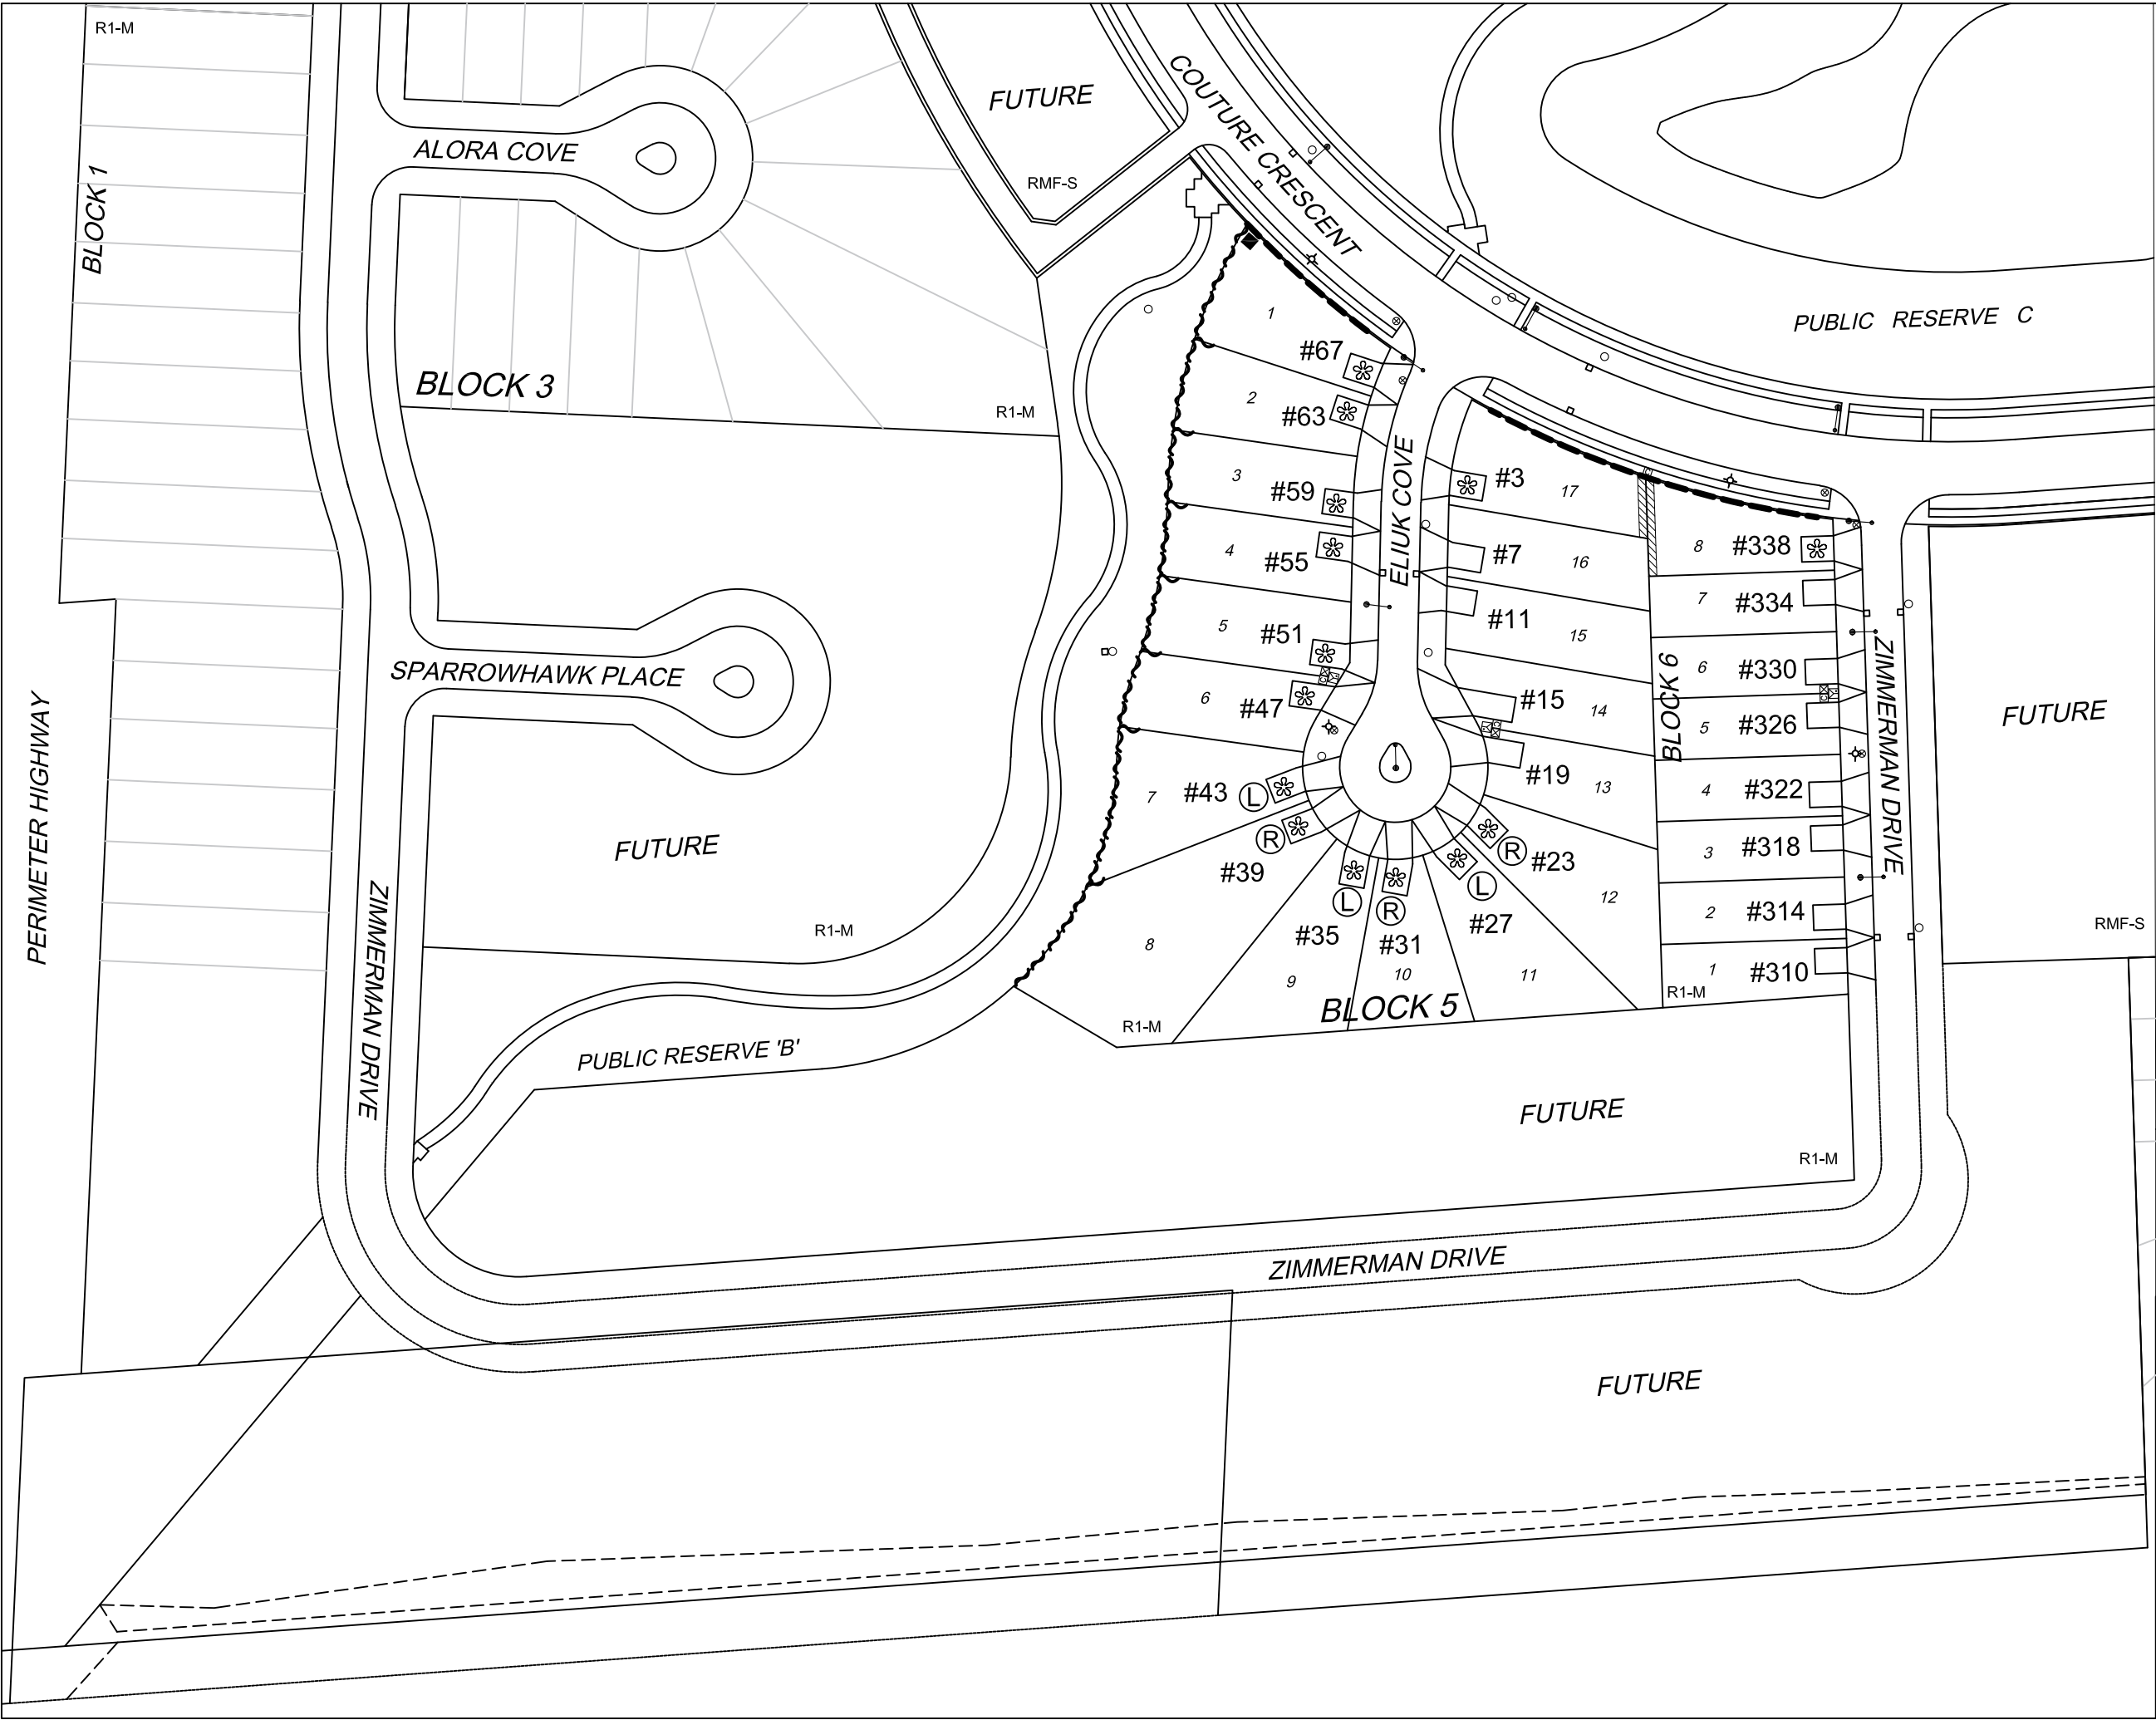 R1-M
BLOCK 1
ALORA COVE
FUTURE
RMF-S
COUTURE CRESCENT
PUBLIC RESERVE C
BLOCK 3
R1-M
1
#67
2
#63
3
#59
4
#55
5
#51
6
#47
7
#43
L
R
#39
8
R1-M
ELIUK COVE
#3
17
#7
16
#11
15
#15
14
#19
13
R
#23
12
L
#27
11
L
#35
9
R
#31
10
BLOCK 5
BLOCK 6
8
#338
7
#334
6
#330
5
#326
4
#322
3
#318
2
#314
1
#310
R1-M
ZIMMERMAN DRIVE
FUTURE
RMF-S
SPARROWHAWK PLACE
PERIMETER HIGHWAY
FUTURE
R1-M
ZIMMERMAN DRIVE
PUBLIC RESERVE 'B'
FUTURE
R1-M
ZIMMERMAN DRIVE
FUTURE